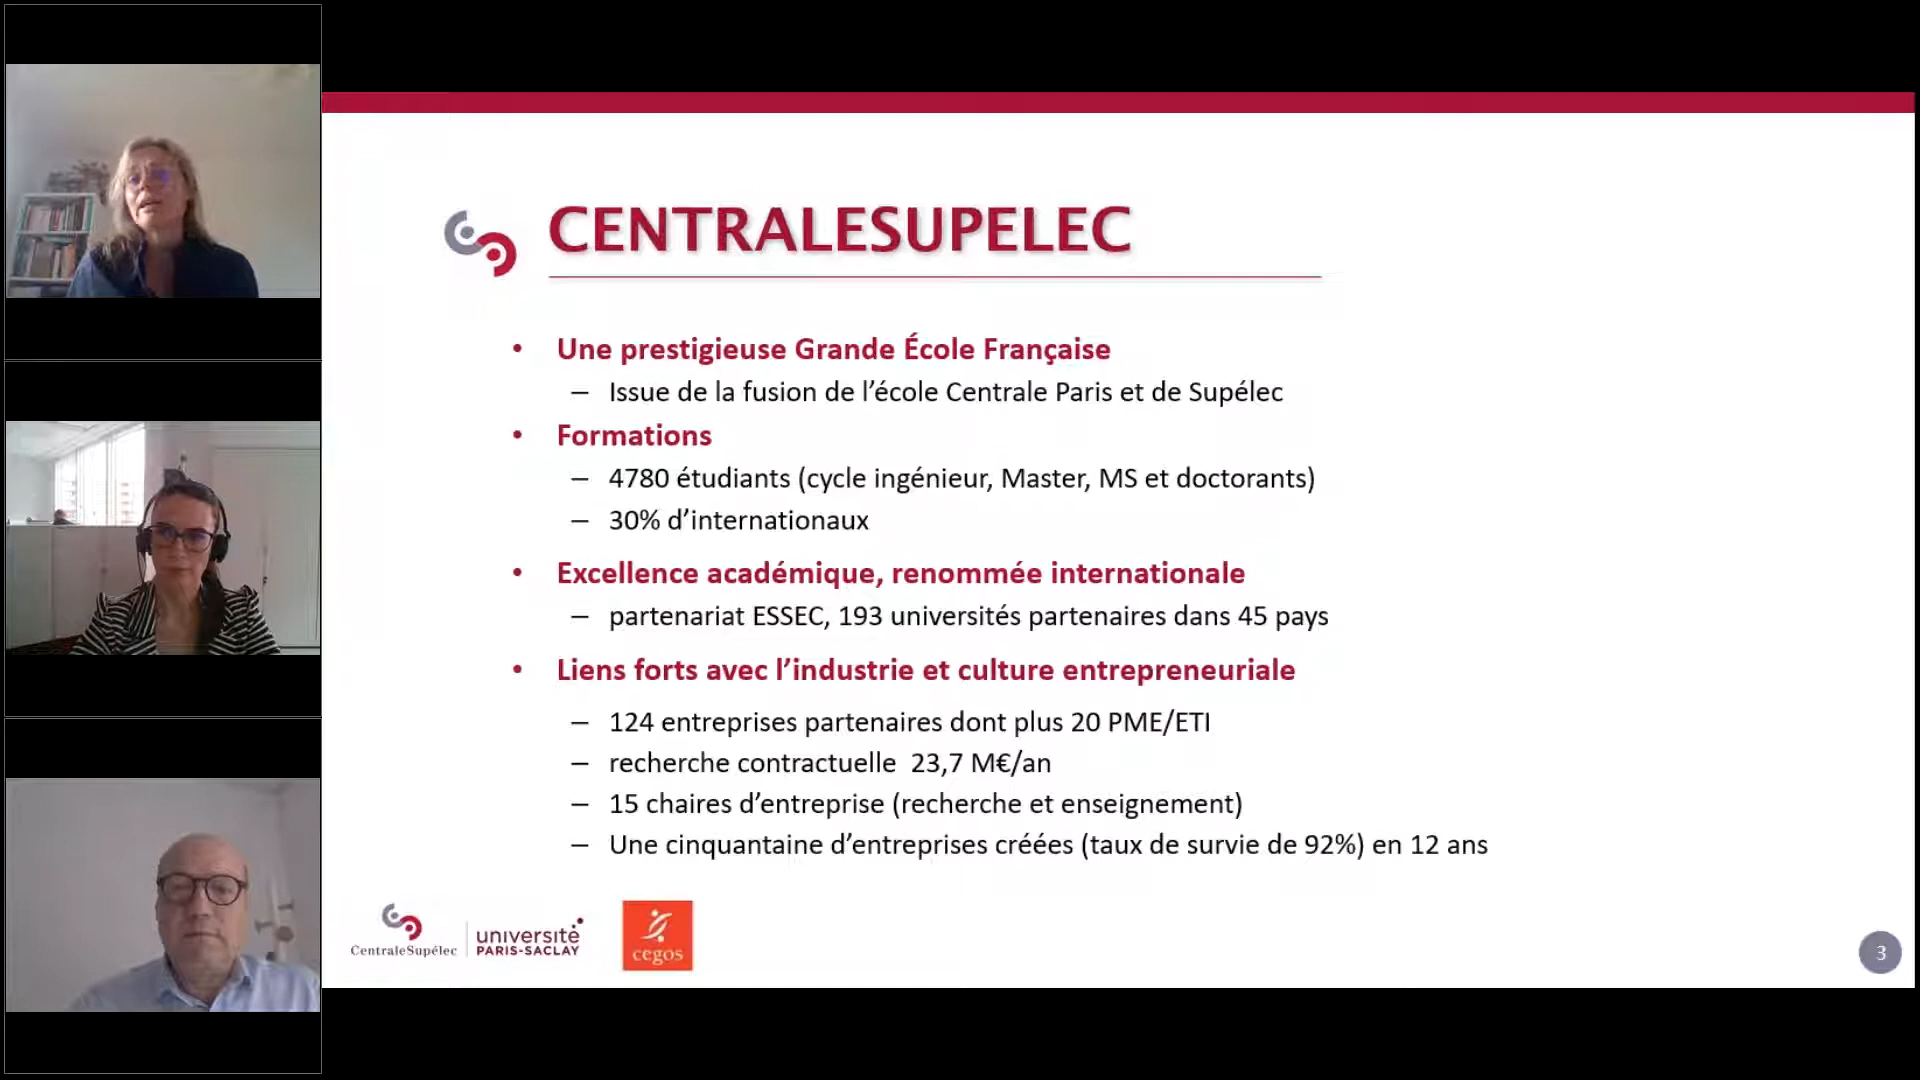 CENTRALESUPELEC
• Une prestigieuse Grande École Française
– Issue de la fusion de l’école Centrale Paris et de Supélec
• Formations
– 4780 étudiants (cycle ingénieur, Master, MS et doctorants)
– 30% d’internationaux
• Excellence académique, renommée internationale
– partenariat ESSEC, 193 universités partenaires dans 45 pays
• Liens forts avec l’industrie et culture entrepreneuriale
– 124 entreprises partenaires dont plus 20 PME/ETI
– recherche contractuelle 23,7 M€/an
– 15 chaires d’entreprise (recherche et enseignement)
– Une cinquantaine d’entreprises créées (taux de survie de 92%) en 12 ans
CentraleSupélec
université
PARIS-SACLAY
cegos
3